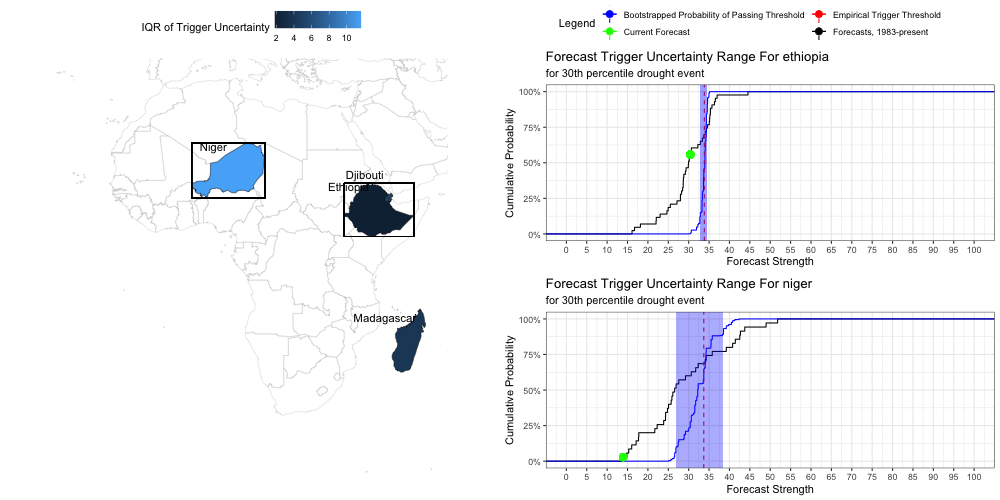 IQR of Trigger Uncertainty
2 4 6 8 10
Niger
Djibouti
Ethiopia
Madagascar
Legend
Bootstrapped Probability of Passing Threshold
Empirical Trigger Threshold
Current Forecast
Forecasts, 1983-present
Forecast Trigger Uncertainty Range For ethiopia
for 30th percentile drought event
Cumulative Probability
100%
75%
50%
25%
0%
0 5 10 15 20 25 30 35 40 45 50 55 60 65 70 75 80 85 90 95 100
Forecast Strength
Forecast Trigger Uncertainty Range For niger
for 30th percentile drought event
Cumulative Probability
100%
75%
50%
25%
0%
0 5 10 15 20 25 30 35 40 45 50 55 60 65 70 75 80 85 90 95 100
Forecast Strength